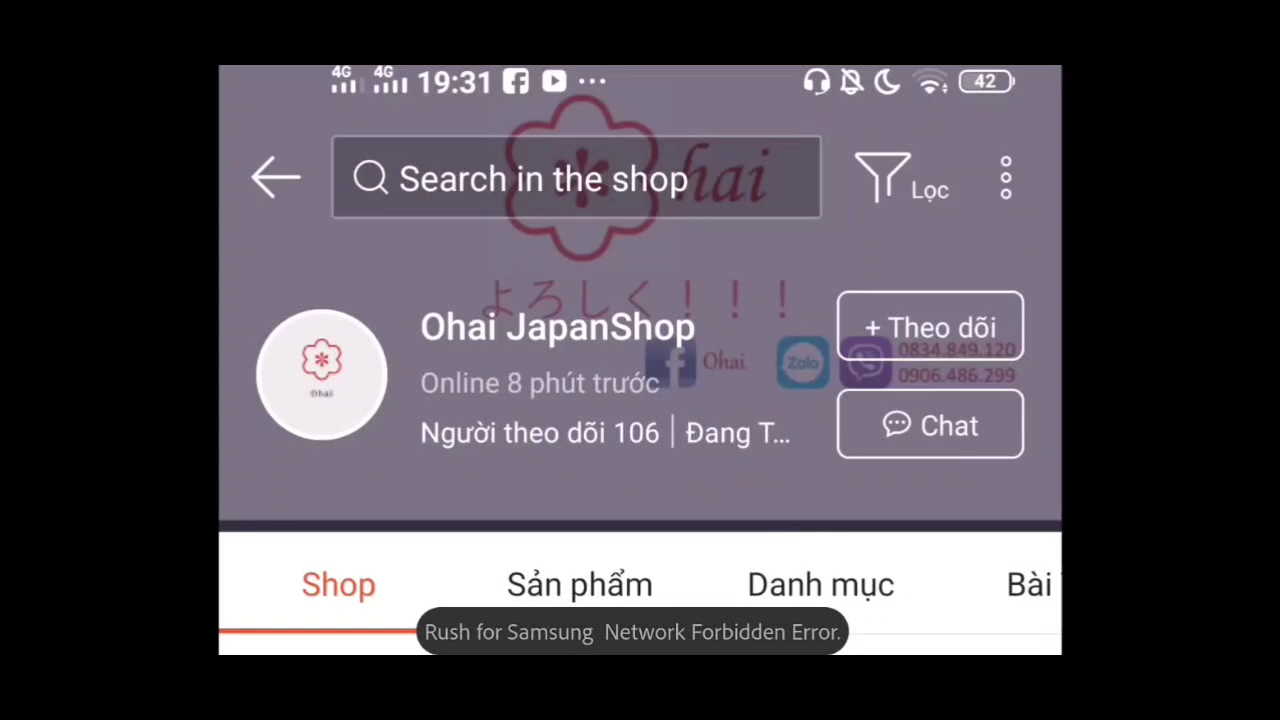 4G 4G 19:31 ... 42
Search in the shop
Ohai
Lọc
よろしく！！！
Ohai JapanShop
+ Theo dõi
Ohai
Zalo
0834.849.120
0906.486.299
Online 8 phút trước
Ohai
Người theo dõi 106 | Đang T...
Chat
Shop Sản phẩm Danh mục Bài
Rush for Samsung Network Forbidden Error.